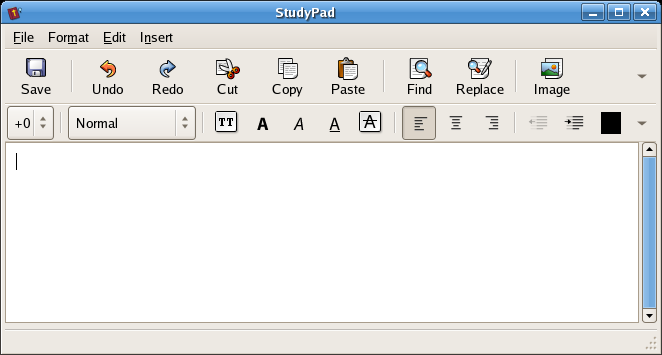 StudyPad
File Format Edit Insert
Save Undo Redo Cut Copy Paste Find Replace Image
+0 Normal TT A A A A